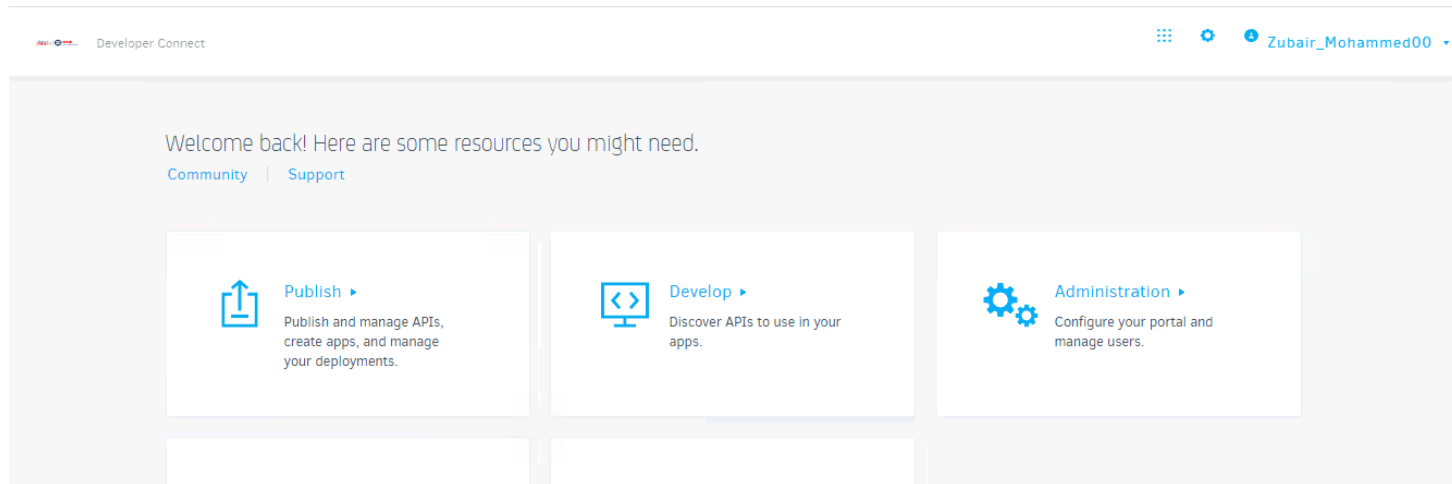 Developer Connect
Zubair_Mohammed00
Welcome back! Here are some resources you might need.
Community | Support
Publish
Publish and manage APIs,
create apps, and manage
your deployments.
Develop
Discover APIs to use in your
apps.
Administration
Configure your portal and
manage users.